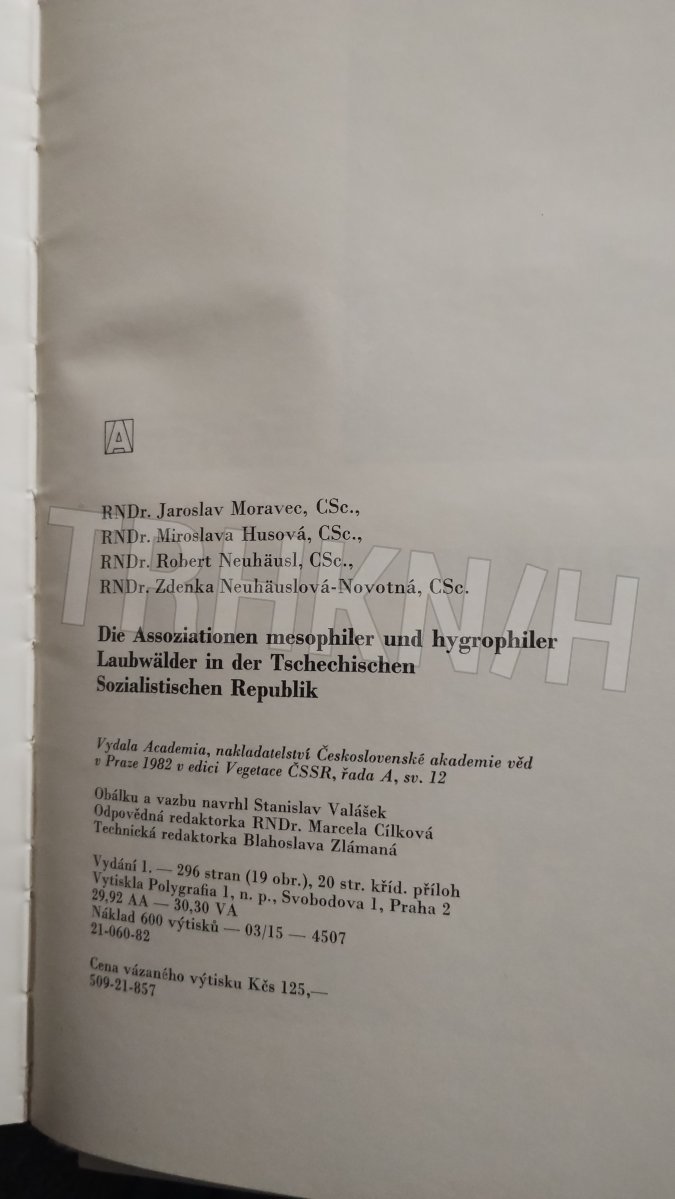 A
RNDr. Jaroslav Moravec, CSc.,
RNDr. Miroslava Husová, CSc.,
RNDr. Robert Neuhäusl, CSc.,
RNDr. Zdenka Neuhäuslová-Novotná, CSc.
TBHKN/H
Die Assoziationen mesophiler und hygrophiler
Laubwälder in der Tschechischen
Sozialistischen Republik
Vydala Academia, nakladatelství Československé akademie věd
v Praze 1982 v edici Vegetace ČSSR, řada A, sv. 12
Obálku a vazbu navrhl Stanislav Valášek
Odpovědná redaktorka RNDr. Marcela Cílková
Technická redaktorka Blahoslava Zlámaná
Vydání 1. — 296 stran (19 obr.), 20 str. kříd. příloh
Vytiskla Polygrafia 1, n. p., Svobodova 1, Praha 2
29,92 AA — 30,30 VA
Náklad 600 výtisků — 03/15 — 4507
21-060-82
Cena vázaného výtisku Kčs 125,—
509-21-857